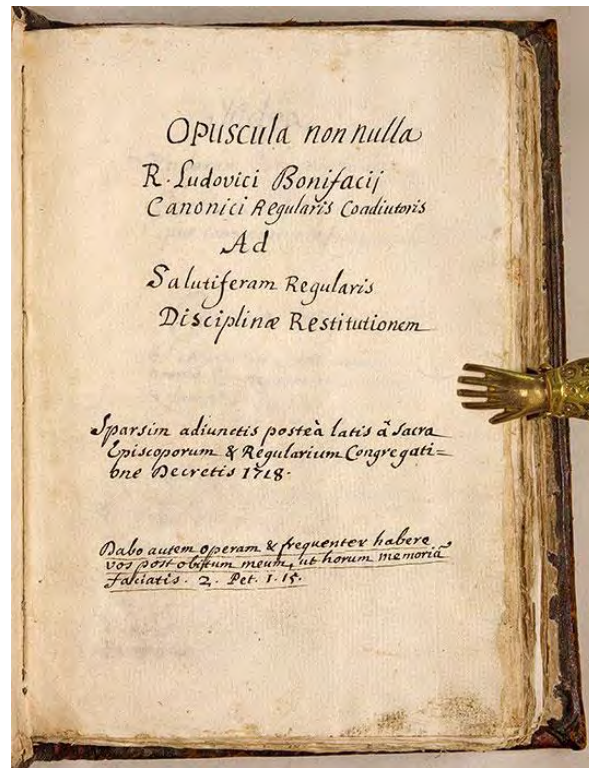 Opuscula nonnulla
R. Ludovici Bonifacij
Canonici Regularis Coadiutoris
Ad
Salutiferam Regularis
Disciplinæ Restitutionem
Sparsim adiunctis posteà latis â Sacra
Episcoporum & Regularium Congregati=
one Decretis 1718.
Dabo autem operam & frequenter habere
vos post obitum meum, ut horum memoriã
Faciatis. 2. Pet. 1. 15.